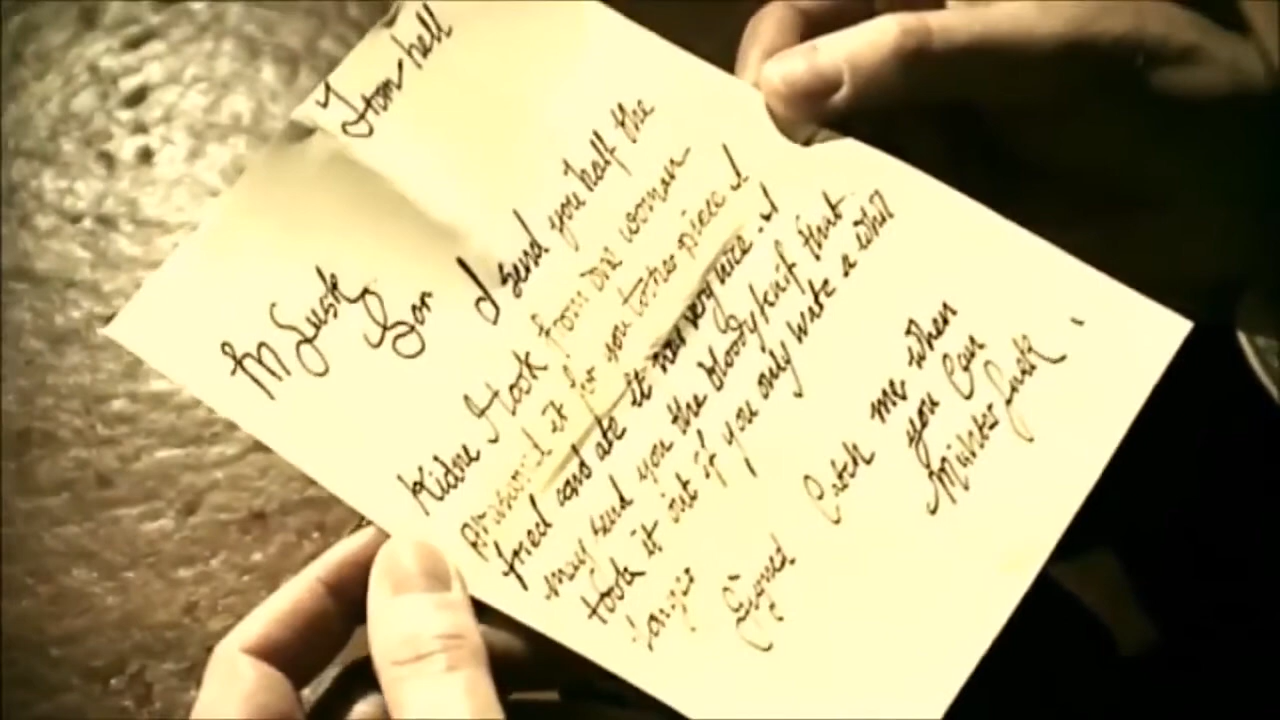 From hell
Mr Lusk
Sor
I send you half the
Kidne I took from one woman
prasarved it for you tother piece I
fried and ate it was very nice. I
may send you the bloody knif that
took it out if you only wate a whil
longer
Signed Catch me when
you Can
Mishter Lusk